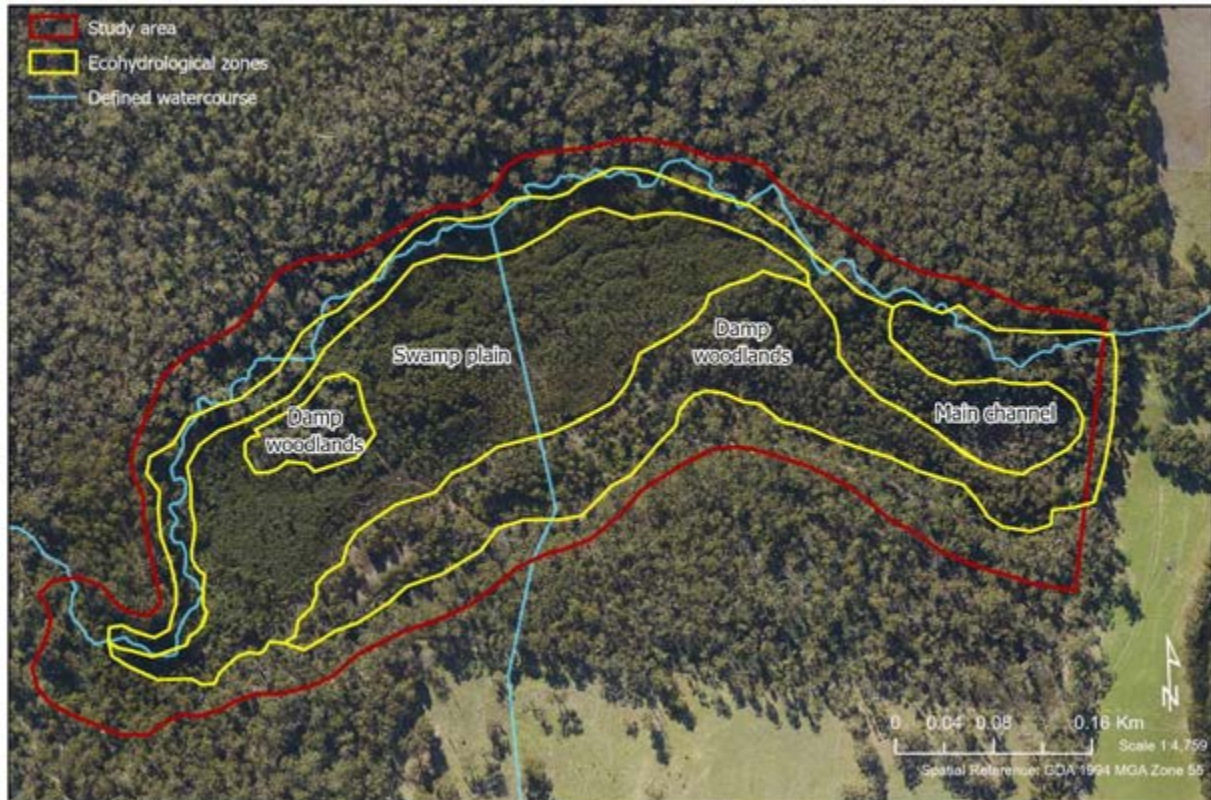 Study area
Ecohydrological zones
Defined watercourse
Swamp plain
Damp
woodlands
Damp
woodlands
Main channel
N
0 0.04 0.08 0.16 Km
Scale 1:4,759
Spatial Reference: GDA 1994 MGA Zone 55